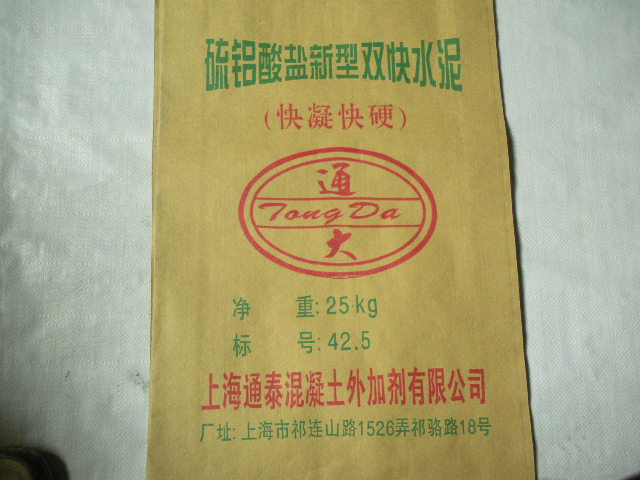 硫铝酸盐新型双快水泥
(快凝快硬)
通
Tong Da
大
净 重: 25·kg
标 号: 42.5
上海通泰混凝土外加剂有限公司
厂址: 上海市祁连山路1526弄祁骆路18号